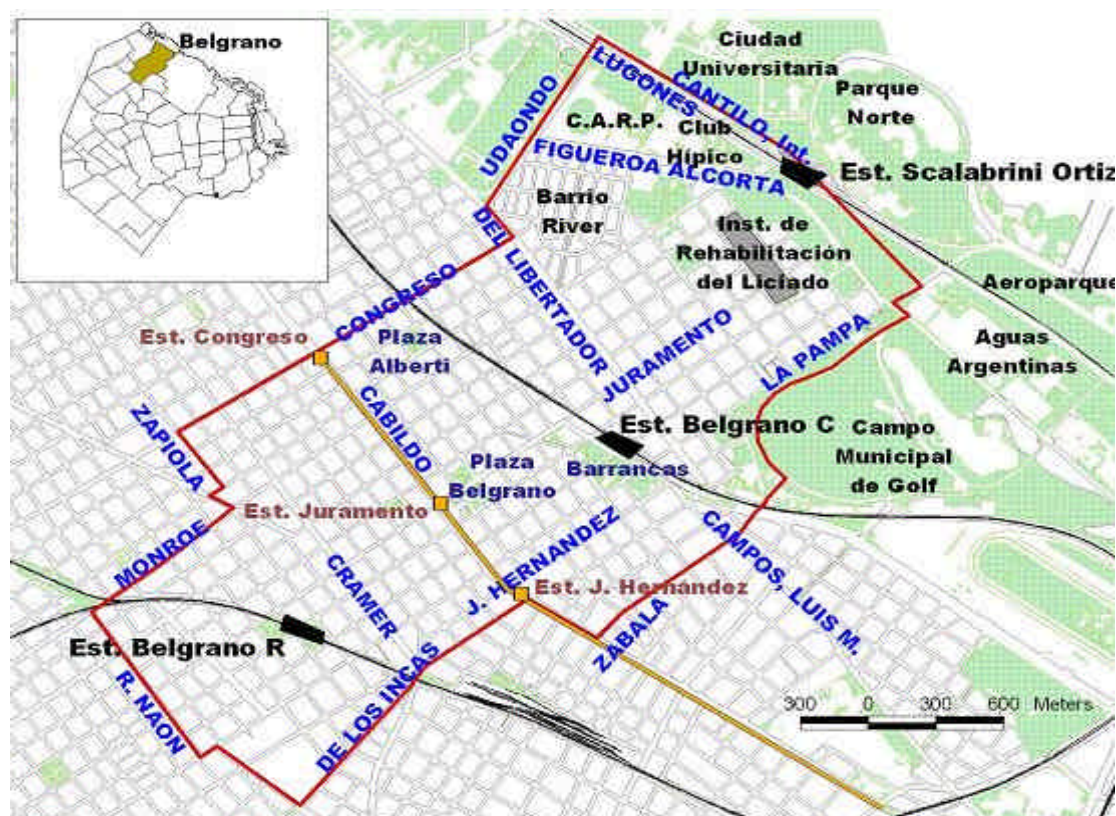 Belgrano
Ciudad
Universitaria
Parque
Norte
LUGONES
CANTILO, Int.
UDAONDO
C.A.R.P.
Club
Hípico
FIGUEROA ALCORTA
Est. Scalabrini Ortiz
Barrio
River
Inst. de
Rehabilitación
del Liciado
DEL LIBERTADOR
CONGRESO
Aeroparque
Est. Congreso
Plaza
Alberti
JURAMENTO
LA PAMPA
Aguas
Argentinas
ZAPIOLA
CABILDO
Est. Belgrano C
Campo
Municipal
de Golf
Plaza
Belgrano
Barrancas
Est. Juramento
MONROE
CRAMER
J. HERNANDEZ
CAMPOS, LUIS M.
Est. J. Hernandez
ZABALA
Est. Belgrano R
R. NAON
DE LOS INCAS
300 0 300 600 Meters